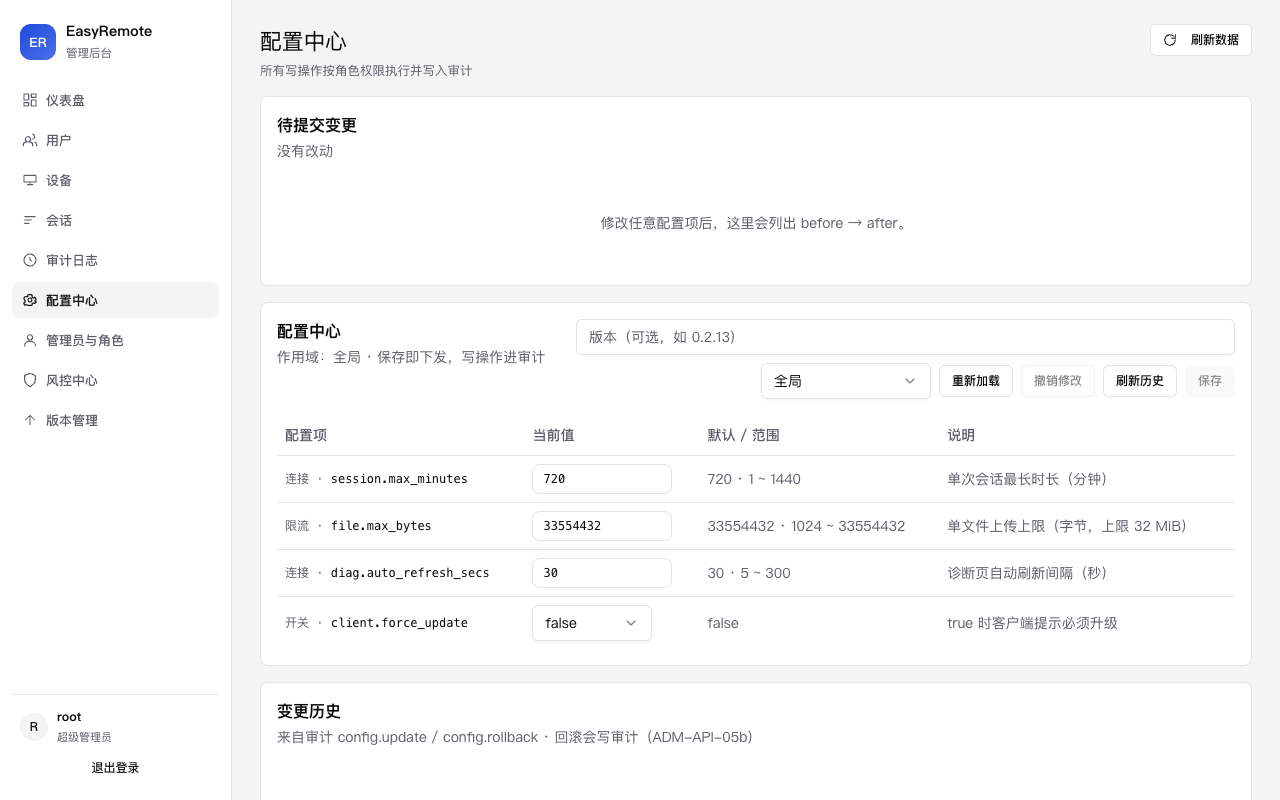 ER
EasyRemote
管理后台
仪表盘
用户
设备
会话
审计日志
配置中心
管理员与角色
风控中心
版本管理
R
root
超级管理员
退出登录
配置中心
所有写操作按角色权限执行并写入审计
刷新数据
待提交变更
没有改动
修改任意配置项后，这里会列出 before → after。
配置中心
作用域：全局 · 保存即下发，写操作进审计
版本（可选，如 0.2.13）
全局
重新加载
撤销修改
刷新历史
保存
配置项 当前值 默认 / 范围 说明
连接 · session.max_minutes 720 720 · 1 ~ 1440 单次会话最长时长（分钟）
限流 · file.max_bytes 33554432 33554432 · 1024 ~ 33554432 单文件上传上限（字节，上限 32 MiB）
连接 · diag.auto_refresh_secs 30 30 · 5 ~ 300 诊断页自动刷新间隔（秒）
开关 · client.force_update false false true 时客户端提示必须升级
变更历史
来自审计 config.update / config.rollback · 回滚会写审计（ADM-API-05b）